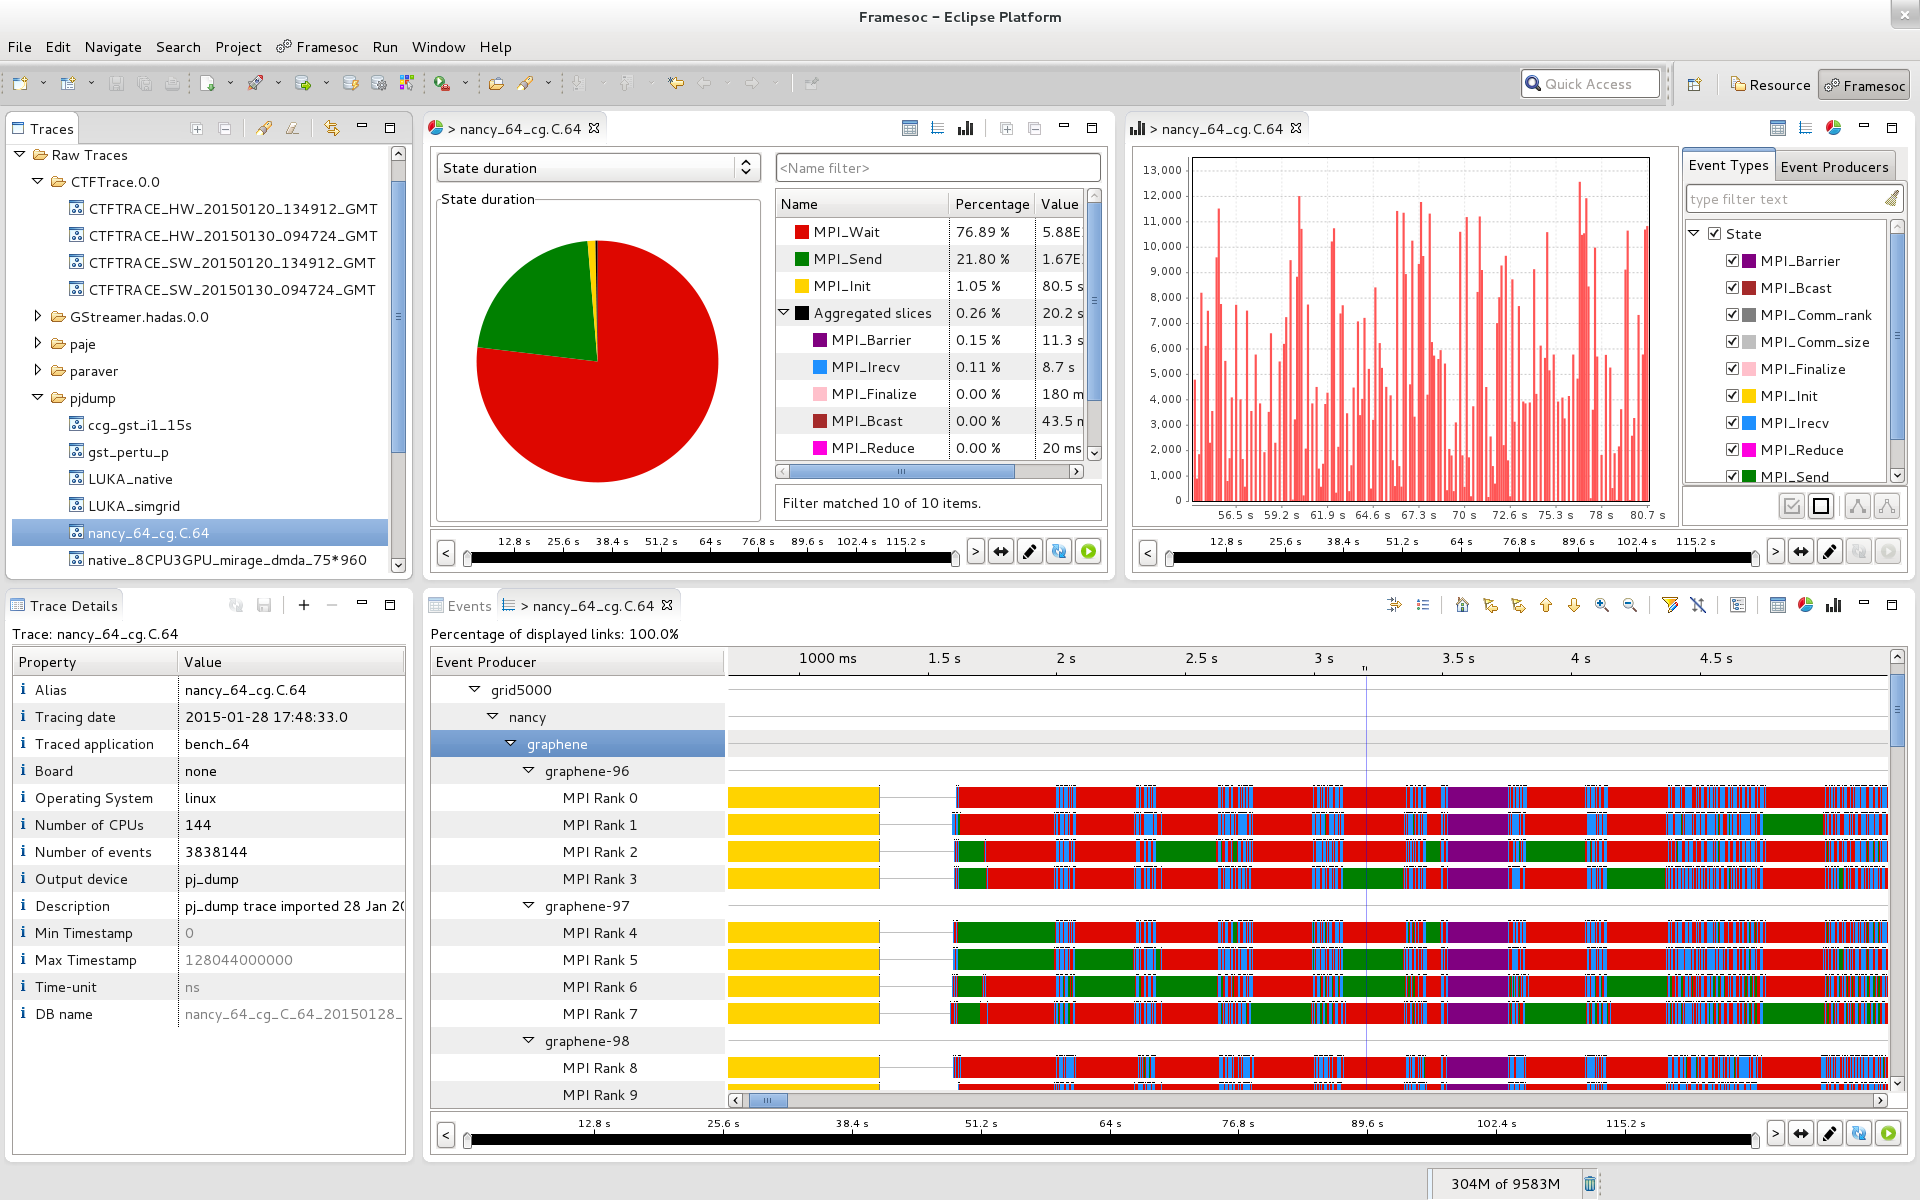 Framesoc - Eclipse Platform
File Edit Navigate Search Project Framesoc Run Window Help
Quick Access
Resource
Framesoc
Traces
Raw Traces
CTFTrace.0.0
CTFTRACE_HW_20150120_134912_GMT
CTFTRACE_HW_20150130_094724_GMT
CTFTRACE_SW_20150120_134912_GMT
CTFTRACE_SW_20150130_094724_GMT
GStreamer.hadas.0.0
paje
paraver
pjdump
ccg_gst_i1_15s
gst_pertu_p
LUKA_native
LUKA_simgrid
nancy_64_cg.C.64
native_8CPU3GPU_mirage_dmda_75*960
> nancy_64_cg.C.64
State duration
State duration
<Name filter>
Name Percentage Value
MPI_Wait 76.89 % 5.88E
MPI_Send 21.80 % 1.67E
MPI_Init 1.05 % 80.5 s
Aggregated slices 0.26 % 20.2 s
MPI_Barrier 0.15 % 11.3 s
MPI_Irecv 0.11 % 8.7 s
MPI_Finalize 0.00 % 180 m
MPI_Bcast 0.00 % 43.5 m
MPI_Reduce 0.00 % 20 ms
Filter matched 10 of 10 items.
< 12.8 s 25.6 s 38.4 s 51.2 s 64 s 76.8 s 89.6 s 102.4 s 115.2 s >
> nancy_64_cg.C.64
13,000
12,000
11,000
10,000
9,000
8,000
7,000
6,000
5,000
4,000
3,000
2,000
1,000
0
56.5 s 59.2 s 61.9 s 64.6 s 67.3 s 70 s 72.6 s 75.3 s 78 s 80.7 s
Event Types Event Producers
type filter text
State
MPI_Barrier
MPI_Bcast
MPI_Comm_rank
MPI_Comm_size
MPI_Finalize
MPI_Init
MPI_Irecv
MPI_Reduce
MPI_Send
< 12.8 s 25.6 s 38.4 s 51.2 s 64 s 76.8 s 89.6 s 102.4 s 115.2 s >
Trace Details
Trace: nancy_64_cg.C.64
Property Value
Alias nancy_64_cg.C.64
Tracing date 2015-01-28 17:48:33.0
Traced application bench_64
Board none
Operating System linux
Number of CPUs 144
Number of events 3838144
Output device pj_dump
Description pj_dump trace imported 28 Jan 20
Min Timestamp 0
Max Timestamp 128044000000
Time-unit ns
DB name nancy_64_cg_C_64_20150128_
Events > nancy_64_cg.C.64
Percentage of displayed links: 100.0%
Event Producer
1000 ms 1.5 s 2 s 2.5 s 3 s 3.5 s 4 s 4.5 s
grid5000
nancy
graphene
graphene-96
MPI Rank 0
MPI Rank 1
MPI Rank 2
MPI Rank 3
graphene-97
MPI Rank 4
MPI Rank 5
MPI Rank 6
MPI Rank 7
graphene-98
MPI Rank 8
MPI Rank 9
< 12.8 s 25.6 s 38.4 s 51.2 s 64 s 76.8 s 89.6 s 102.4 s 115.2 s >
304M of 9583M